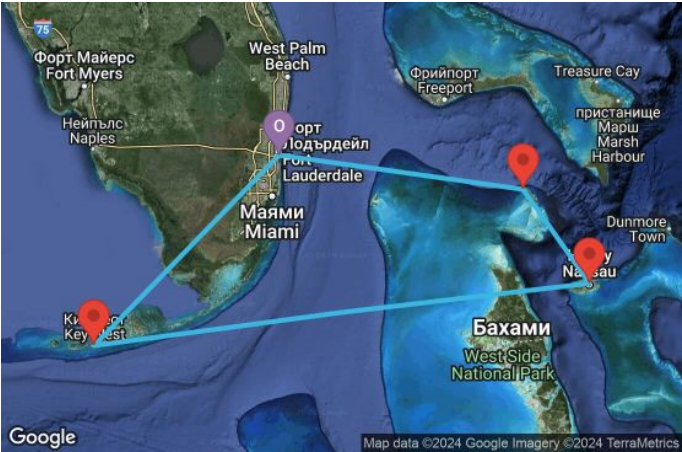 75
Форт Майерс
Fort Myers
West Palm
Beach
Фрийпорт
Freeport
Treasure Cay
пристанище
Марш
Marsh
Harbour
Нейпълс
Naples
O
Лодърдейл
Fort
Lauderdale
Маями
Miami
Dunmore
Town
Nassau
Key West
Бахами
West Side
National Park
Google
Map data ©2024 Google Imagery ©2024 TerraMetrics